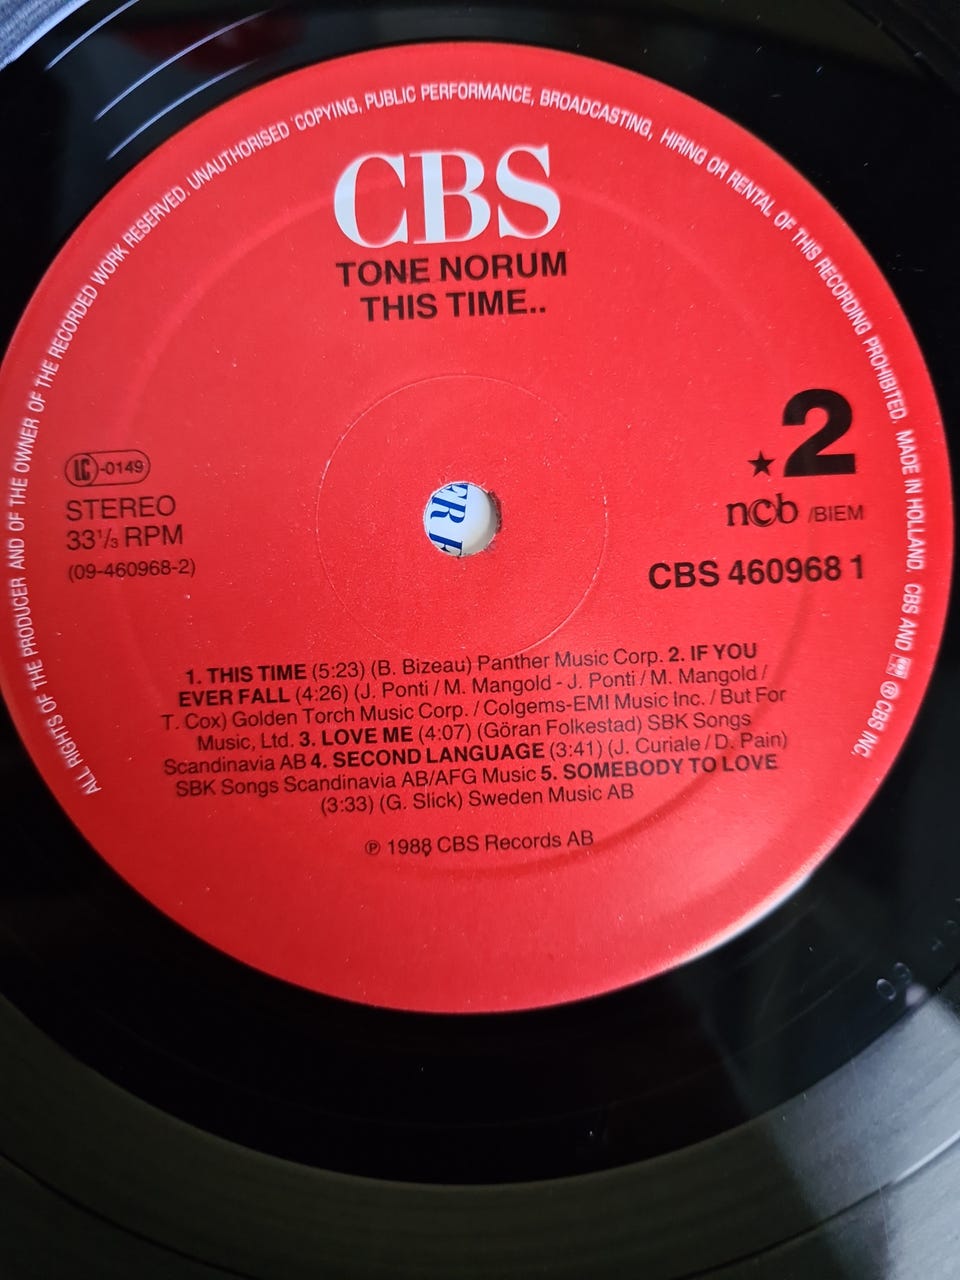 ALL RIGHTS OF THE PRODUCER AND OF THE OWNER OF THE RECORDED WORK RESERVED. UNAUTHORISED COPYING, PUBLIC PERFORMANCE, BROADCASTING, HIRING OR RENTAL OF THIS RECORDING PROHIBITED. MADE IN HOLLAND. CBS AND ® CBS INC.
CBS
TONE NORUM
THIS TIME..
LC-0149
STEREO
33⅓ RPM
(09-460968-2)
ER
★2
ncb /BIEM
CBS 460968 1
1. THIS TIME (5:23) (B. Bizeau) Panther Music Corp. 2. IF YOU
EVER FALL (4:26) (J. Ponti / M. Mangold - J. Ponti / M. Mangold /
T. Cox) Golden Torch Music Corp. / Colgems-EMI Music Inc. / But For
Music, Ltd. 3. LOVE ME (4:07) (Göran Folkestad) SBK Songs
Scandinavia AB 4. SECOND LANGUAGE (3:41) (J. Curiale / D. Pain)
SBK Songs Scandinavia AB/AFG Music 5. SOMEBODY TO LOVE
(3:33) (G. Slick) Sweden Music AB
℗ 1988 CBS Records AB